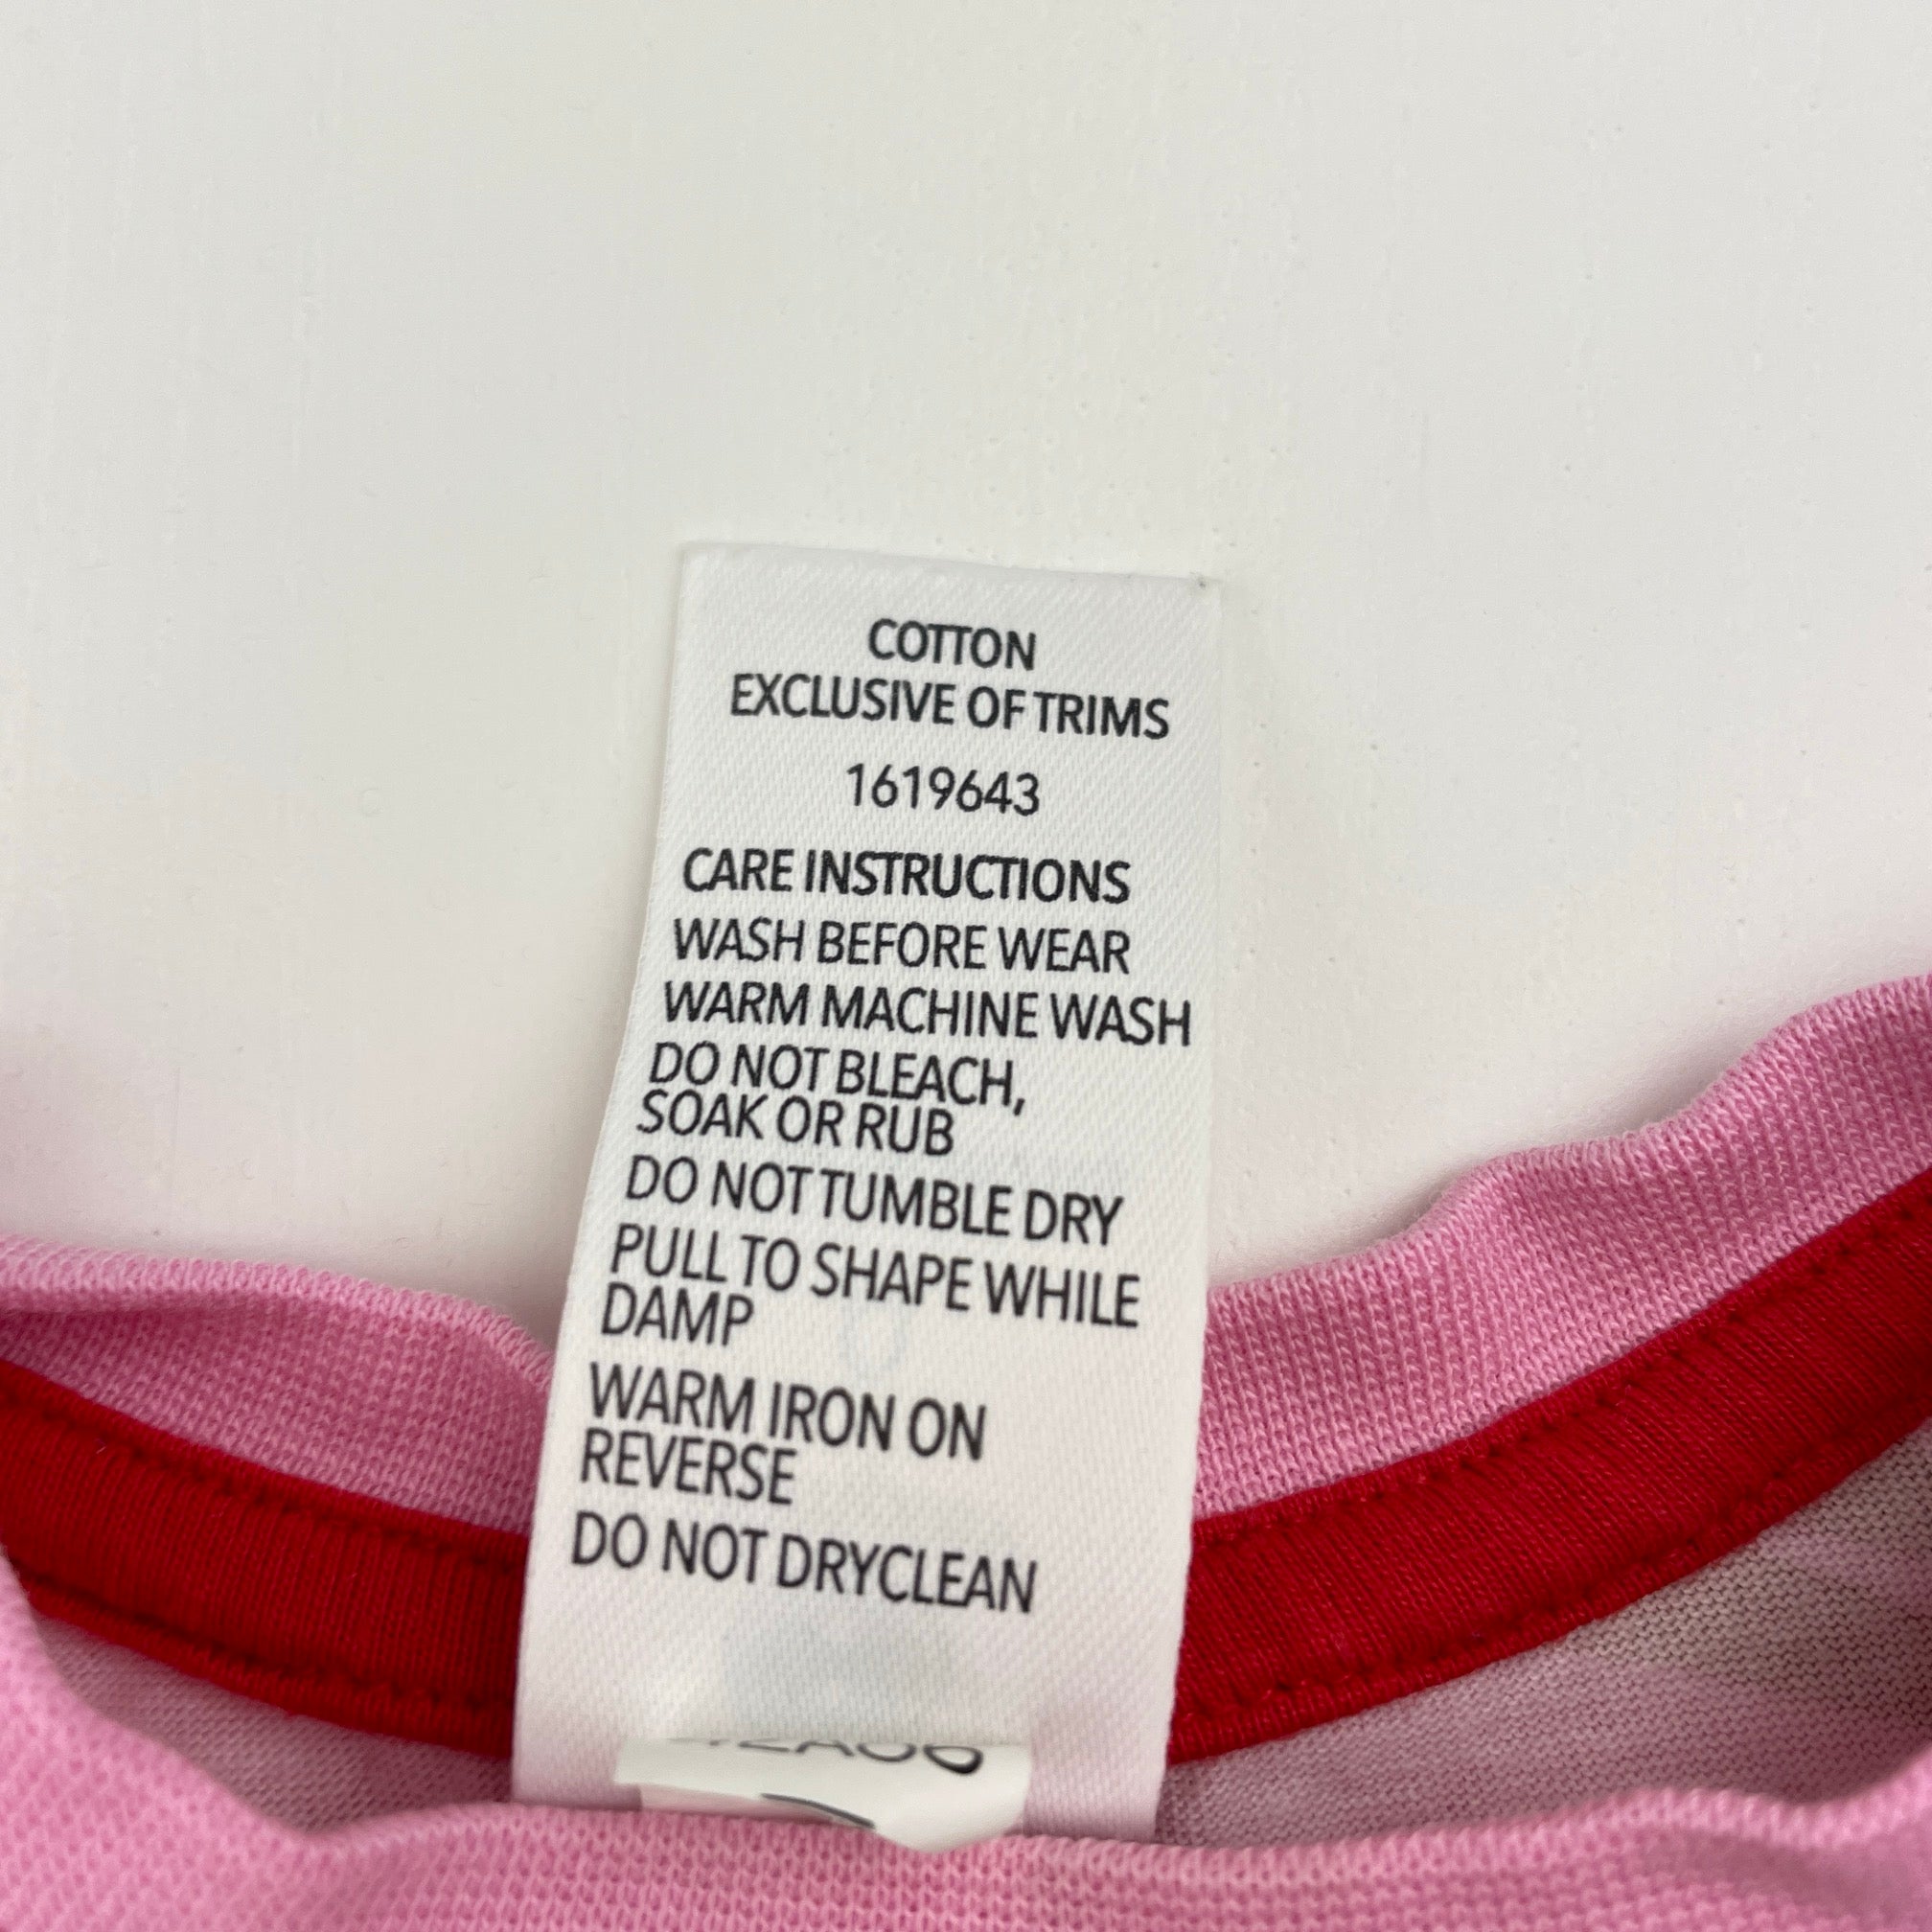 COTTON
EXCLUSIVE OF TRIMS
1619643
CARE INSTRUCTIONS
WASH BEFORE WEAR
WARM MACHINE WASH
DO NOT BLEACH,
SOAK OR RUB
DO NOT TUMBLE DRY
PULL TO SHAPE WHILE
DAMP
WARM IRON ON
REVERSE
DO NOT DRYCLEAN